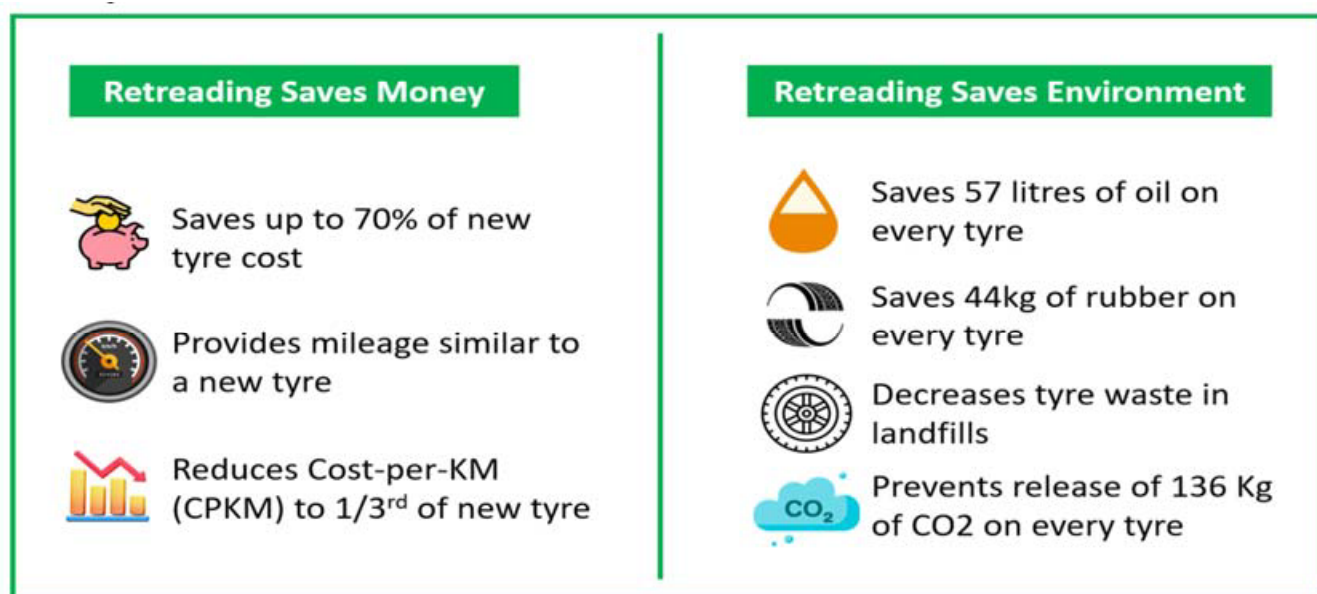 Retreading Saves Money
Saves up to 70% of new
tyre cost
Provides mileage similar to
a new tyre
Reduces Cost-per-KM
(CPKM) to 1/3rd of new tyre
Retreading Saves Environment
Saves 57 litres of oil on
every tyre
Saves 44kg of rubber on
every tyre
Decreases tyre waste in
landfills
CO₂
Prevents release of 136 Kg
of CO2 on every tyre